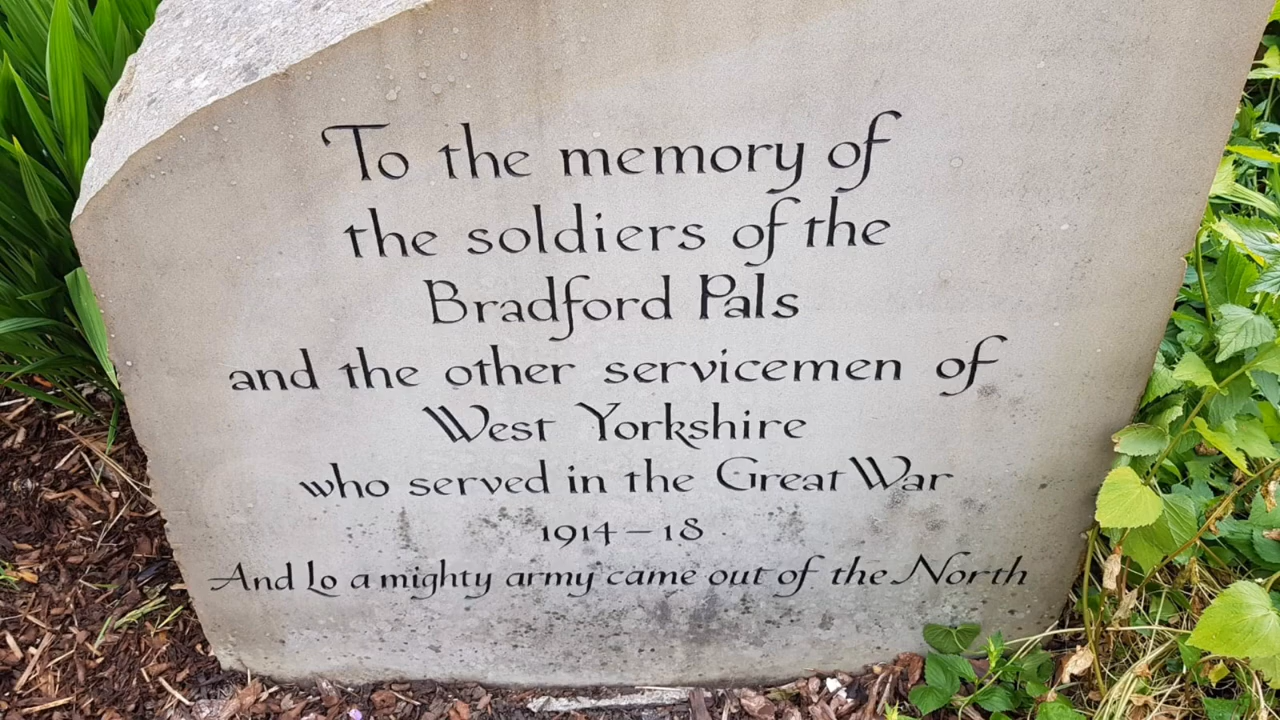 To the memory of
the soldiers of the
Bradford Pals
and the other servicemen of
West Yorkshire
who served in the Great War
1914 – 18
And Lo a mighty army came out of the North